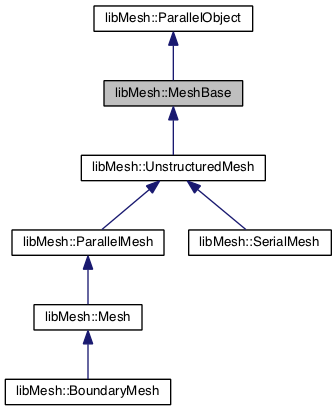 libMesh::ParallelObject
libMesh::MeshBase
libMesh::UnstructuredMesh
libMesh::ParallelMesh
libMesh::SerialMesh
libMesh::Mesh
libMesh::BoundaryMesh